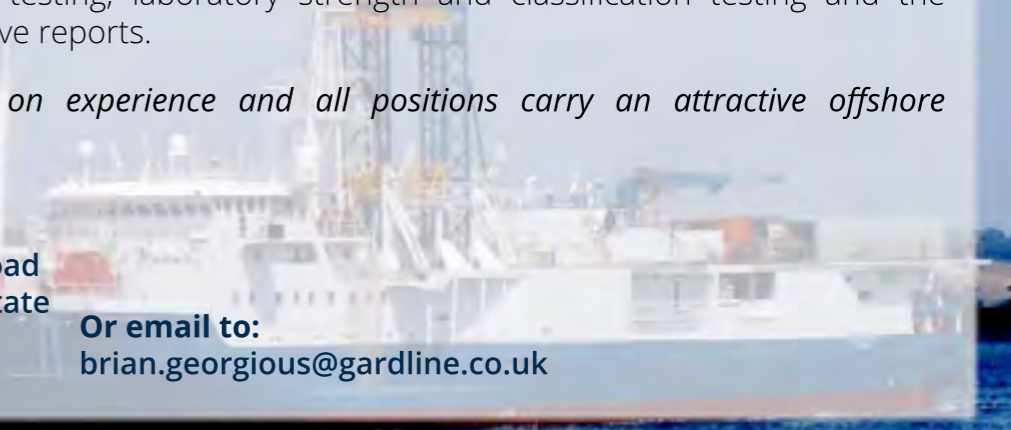 testing, laboratory strength and classification testing and the
ve reports.
on experience and all positions carry an attractive offshore
oad
tate
Or email to:
brian.georgious@gardline.co.uk